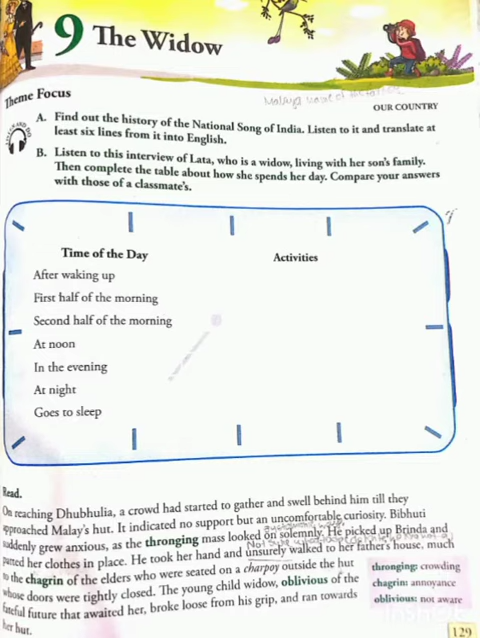 9 The Widow
Theme Focus
OUR COUNTRY
A. Find out the history of the National Song of India. Listen to it and translate at
least six lines from it into English.
B. Listen to this interview of Lata, who is a widow, living with her son's family.
Then complete the table about how she spends her day. Compare your answers
with those of a classmate's.
Time of the Day Activities
After waking up
First half of the morning
Second half of the morning
At noon
In the evening
At night
Goes to sleep
Read.
On reaching Dhubhulia, a crowd had started to gather and swell behind him till they
approached Malay's hut. It indicated no support but an uncomfortable curiosity. Bibhuti
suddenly grew anxious, as the thronging mass looked on solemnly. He picked up Brinda and
patted her clothes in place. He took her hand and unsurely walked to her father's house, much
to the chagrin of the elders who were seated on a charpoy outside the hut
whose doors were tightly closed. The young child widow, oblivious of the
fateful future that awaited her, broke loose from his grip, and ran towards
her hut.
thronging: crowding
chagrin: annoyance
oblivious: not aware
129